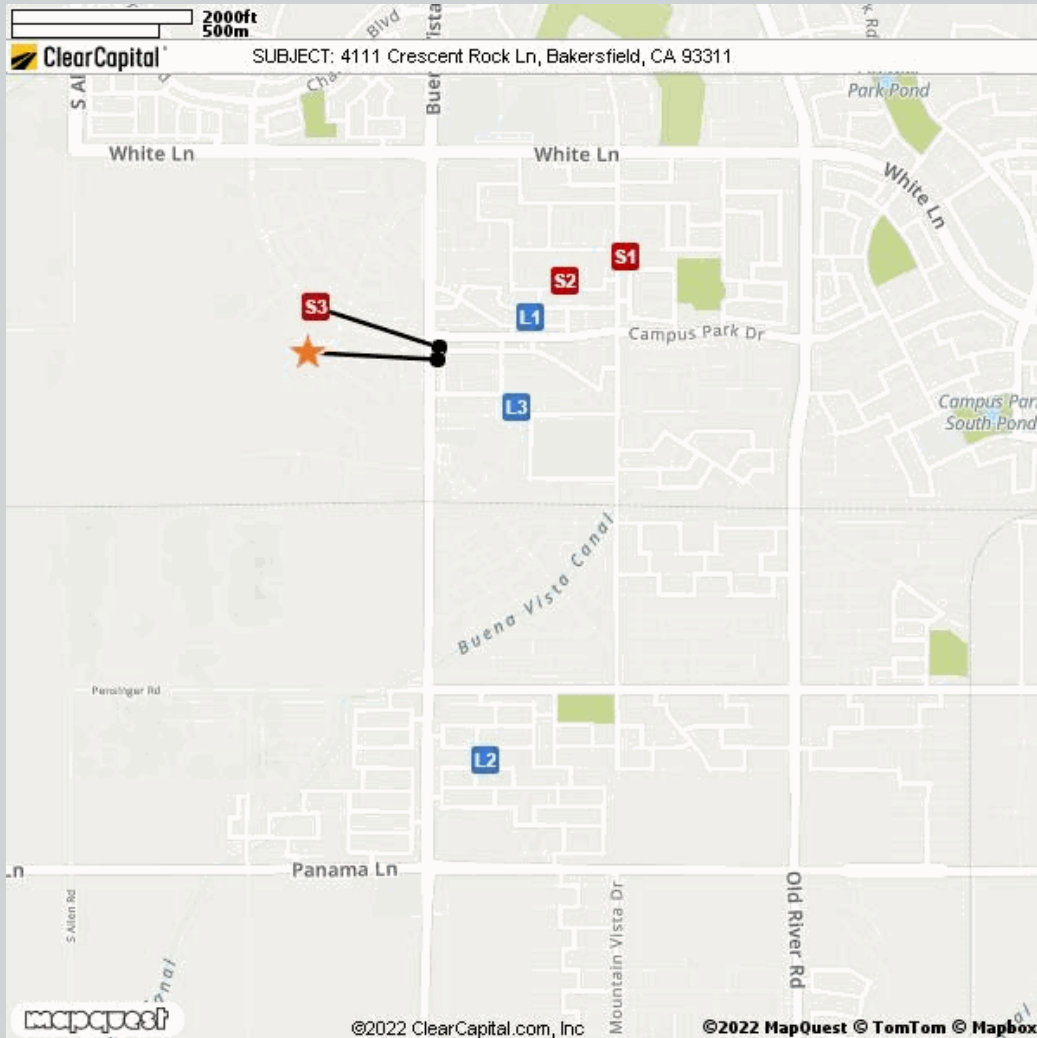 2000ft
500m
ClearCapital
SUBJECT: 4111 Crescent Rock Ln, Bakersfield, CA 93311
Blvd
Park Pond
White Ln
White Ln
White Ln
S1
S2
S3
L1
Campus Park Dr
L3
South Pond
Buena Vista Canal
Pensinger Rd
L2
Panama Ln
Ln
S Allen Rd
Mountain Vista Dr
Old River Rd
mapquest
©2022 ClearCapital.com, Inc
©2022 MapQuest © TomTom © Mapbox